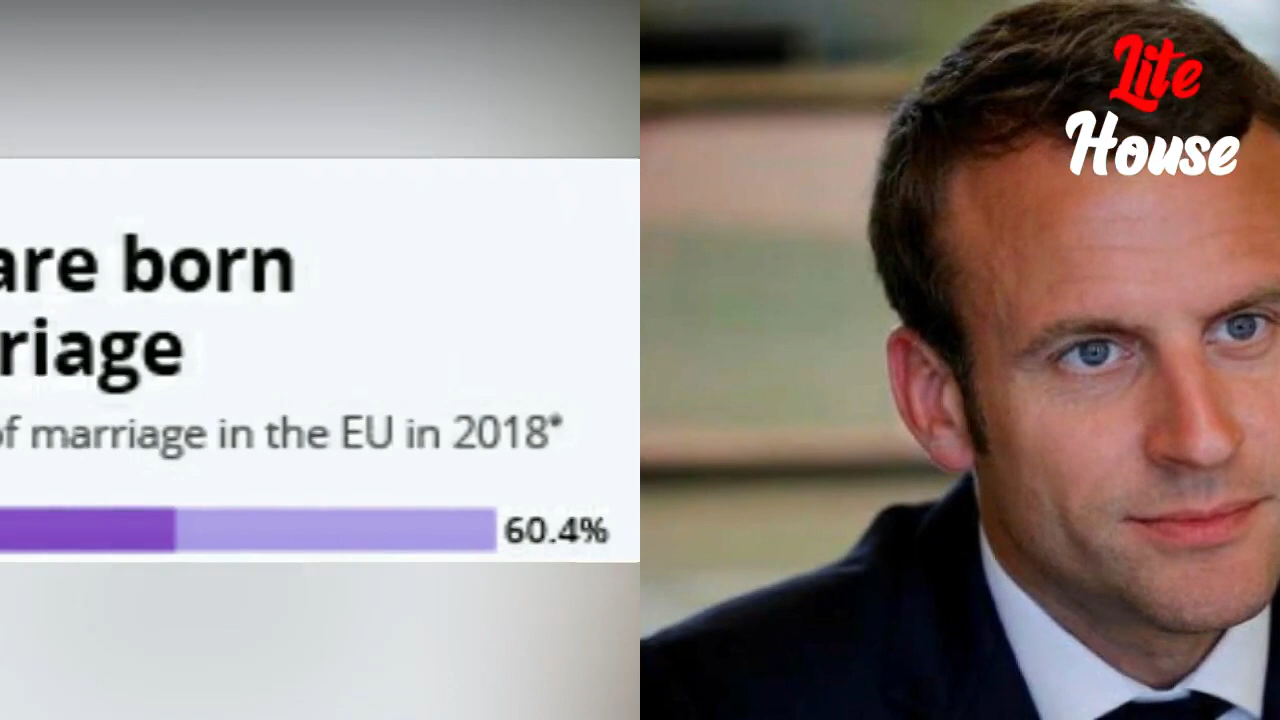 are born
riage
of marriage in the EU in 2018*
60.4%
Lite
House